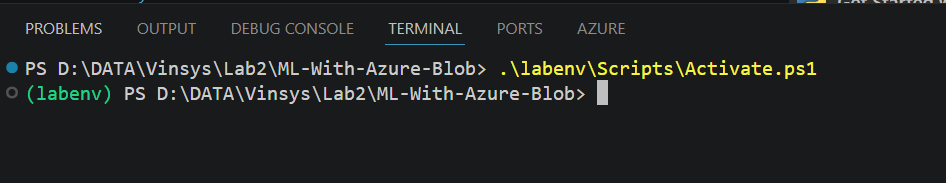 PROBLEMS OUTPUT DEBUG CONSOLE TERMINAL PORTS AZURE
PS D:\DATA\Vinsys\Lab2\ML-With-Azure-Blob> .\labenv\Scripts\Activate.ps1
(labenv) PS D:\DATA\Vinsys\Lab2\ML-With-Azure-Blob>